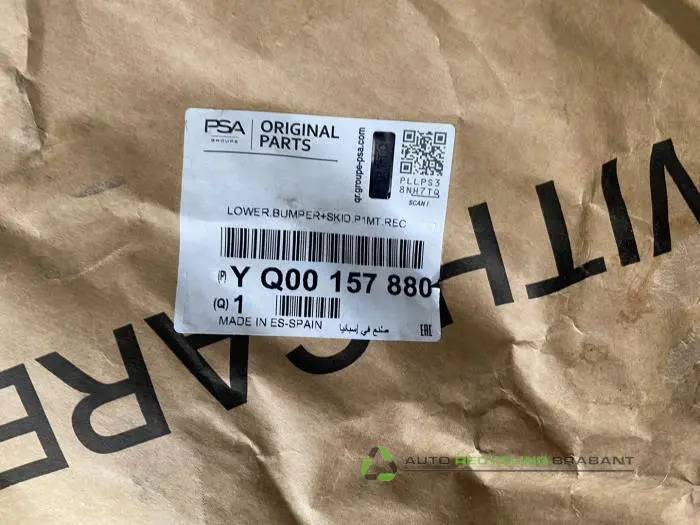 PSA
GROUPE
ORIGINAL
PARTS
qr.groupe-psa.com
PLLPS3
8NH7TQ
SCAN !
LOWER.BUMPER+SKID.P1MT.REC
(P) Y Q00 157 880
(Q) 1
MADE IN ES-SPAIN صنع في إسبانيا EAC
WITH CARE
AUTO RECYCLING BRABANT